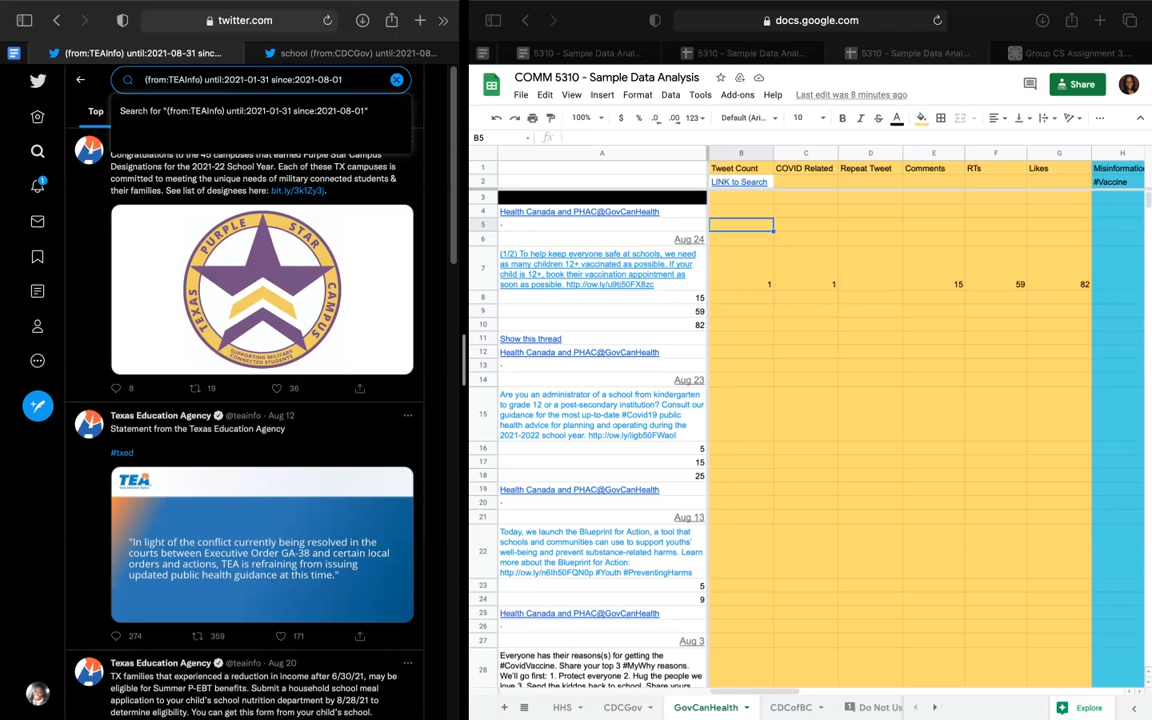 twitter.com
(from:TEAInfo) until:2021-08-31 sinc...
school (from:CDCGov) until:2021-08...
(from:TEAInfo) until:2021-01-31 since:2021-08-01
Search for "(from:TEAInfo) until:2021-01-31 since:2021-08-01"
Top
Congratulations to the 45 campuses that earned Purple Star Campus
Designations for the 2021-22 School Year. Each of these TX campuses is
committed to meeting the unique needs of military connected students &
their families. See list of designees here: bit.ly/3k1Zy3j.
PURPLE STAR
TEXAS
CAMPUS
SUPPORTING MILITARY
CONNECTED STUDENTS
8
19
36
Texas Education Agency @teainfo · Aug 12
Statement from the Texas Education Agency
#txed
TEA
"In light of the conflict currently being resolved in the
courts between Executive Order GA-38 and certain local
orders and actions, TEA is refraining from issuing
updated public health guidance at this time."
274
359
171
Texas Education Agency @teainfo · Aug 20
TX families that experienced a reduction in income after 6/30/21, may be
eligible for Summer P-EBT benefits. Submit a household school meal
application to your child's school nutrition department by 8/28/21 to
determine eligibility. You can get this form from your child's school.
docs.google.com
5310 - Sample Data Anal...
5310 - Sample Data Anal...
5310 - Sample Data Anal...
Group CS Assignment 3...
COMM 5310 - Sample Data Analysis
File Edit View Insert Format Data Tools Add-ons Help Last edit was 8 minutes ago
Share
100% $ % .0 .00 123 Default (Ari... 10 B I S A
B5 fx
A B C D E F G H
1 Tweet Count COVID Related Repeat Tweet Comments RTs Likes Misinformation
2 LINK to Search #Vaccine
3
4 Health Canada and PHAC@GovCanHealth
5 ·
6 Aug 24
(1/2) To help keep everyone safe at schools, we need
as many children 12+ vaccinated as possible. If your
7 child is 12+, book their vaccination appointment as
soon as possible. http://ow.ly/u9tj50FX8zc 1 1 15 59 82
8 15
9 59
10 82
11 Show this thread
12 Health Canada and PHAC@GovCanHealth
13 ·
14 Aug 23
Are you an administrator of a school from kindergarten
to grade 12 or a post-secondary institution? Consult our
15 guidance for the most up-to-date #Covid19 public
health advice for planning and operating during the
2021-2022 school year. http://ow.ly/iigb50FWaol
16 5
17 15
18 25
19 Health Canada and PHAC@GovCanHealth
20 ·
21 Aug 13
Today, we launch the Blueprint for Action, a tool that
schools and communities can use to support youths'
22 well-being and prevent substance-related harms. Learn
more about the Blueprint for Action:
http://ow.ly/n6Ih50FQN0p #Youth #PreventingHarms
23 5
24 9
25 Health Canada and PHAC@GovCanHealth
26 ·
27 Aug 3
Everyone has their reasons(s) for getting the
28 #CovidVaccine. Share your top 3 #MyWhy reasons.
We'll go first: 1. Protect everyone 2. Hug the people we
love 3. Send the kiddos back to school. Share yours
HHS CDCGov GovCanHealth CDCofBC Do Not Us Explore